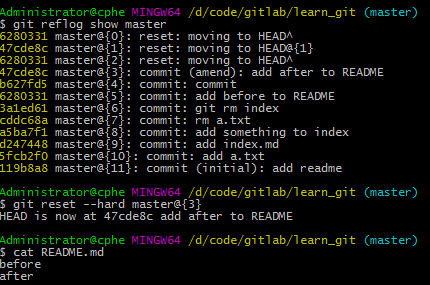 Administrator@cphe MINGW64 /d/code/gitlab/learn_git (master)
$ git reflog show master
6280331 master@{0}: reset: moving to HEAD^
47cde8c master@{1}: reset: moving to HEAD@{1}
6280331 master@{2}: reset: moving to HEAD^
47cde8c master@{3}: commit (amend): add after to README
b627fd5 master@{4}: commit: commit
6280331 master@{5}: commit: add before to README
3a1ed61 master@{6}: commit: git rm index
cddc68a master@{7}: commit: rm a.txt
a5ba7f1 master@{8}: commit: add something to index
d247448 master@{9}: commit: add index.md
5fcb2f0 master@{10}: commit: add a.txt
119b8a8 master@{11}: commit (initial): add readme
Administrator@cphe MINGW64 /d/code/gitlab/learn_git (master)
$ git reset --hard master@{3}
HEAD is now at 47cde8c add after to README
Administrator@cphe MINGW64 /d/code/gitlab/learn_git (master)
$ cat README.md
before
after